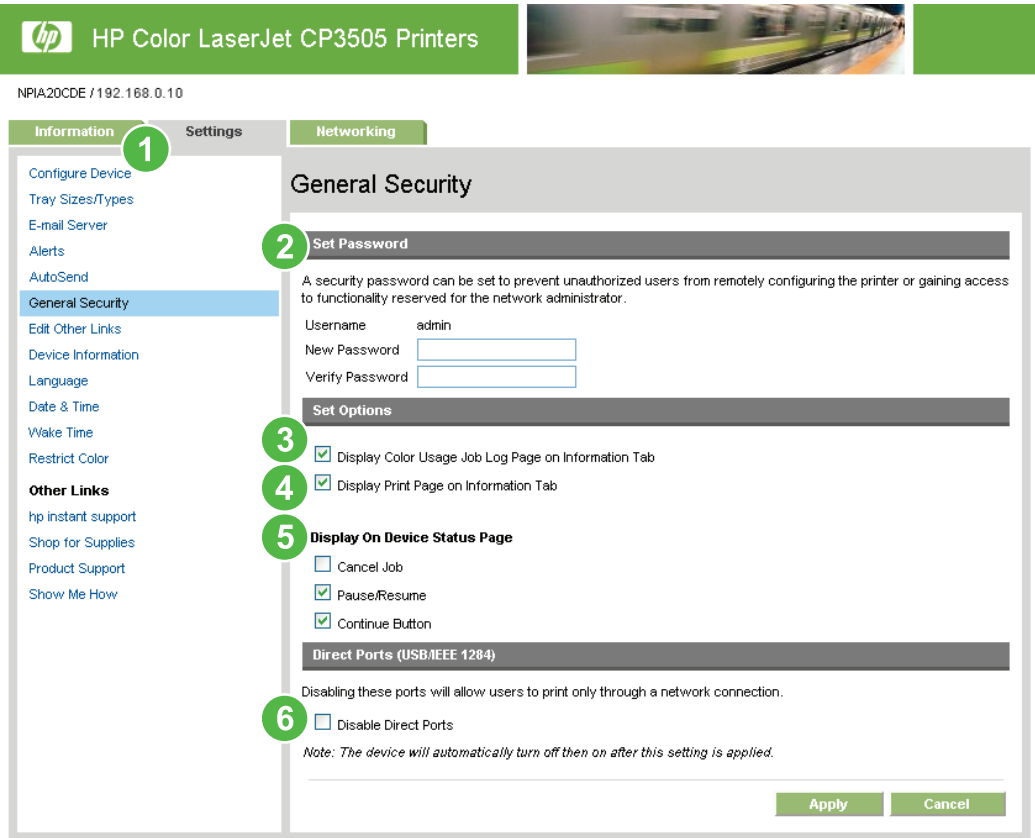 hp HP Color LaserJet CP3505 Printers
NPIA20CDE / 192.168.0.10
Information 1 Settings Networking
Configure Device
Tray Sizes/Types
E-mail Server
Alerts
AutoSend
General Security
Edit Other Links
Device Information
Language
Date & Time
Wake Time
Restrict Color
Other Links
hp instant support
Shop for Supplies
Product Support
Show Me How
General Security
2 Set Password
A security password can be set to prevent unauthorized users from remotely configuring the printer or gaining access
to functionality reserved for the network administrator.
Username admin
New Password
Verify Password
Set Options
3 Display Color Usage Job Log Page on Information Tab
4 Display Print Page on Information Tab
5 Display On Device Status Page
Cancel Job
Pause/Resume
Continue Button
Direct Ports (USB/IEEE 1284)
Disabling these ports will allow users to print only through a network connection.
6 Disable Direct Ports
Note: The device will automatically turn off then on after this setting is applied.
Apply Cancel